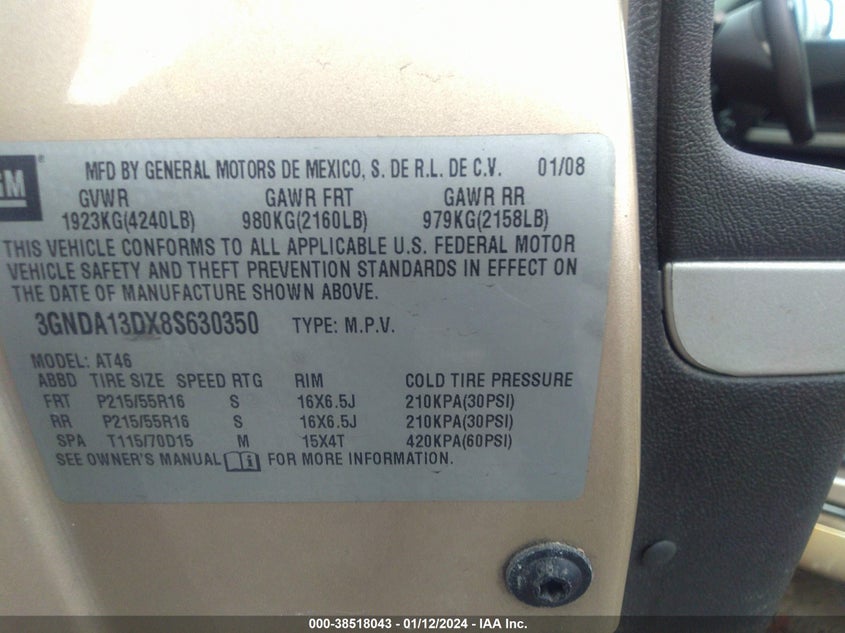 GM
MFD BY GENERAL MOTORS DE MEXICO, S. DE R.L. DE C.V. 01/08
GVWR GAWR FRT GAWR RR
1923KG(4240LB) 980KG(2160LB) 979KG(2158LB)
THIS VEHICLE CONFORMS TO ALL APPLICABLE U.S. FEDERAL MOTOR
VEHICLE SAFETY AND THEFT PREVENTION STANDARDS IN EFFECT ON
THE DATE OF MANUFACTURE SHOWN ABOVE.
3GNDA13DX8S630350 TYPE: M.P.V.
MODEL: AT46
ABBD TIRE SIZE SPEED RTG RIM COLD TIRE PRESSURE
FRT P215/55R16 S 16X6.5J 210KPA(30PSI)
RR P215/55R16 S 16X6.5J 210KPA(30PSI)
SPA T115/70D15 M 15X4T 420KPA(60PSI)
SEE OWNER'S MANUAL FOR MORE INFORMATION.
000-38518043 - 01/12/2024 - IAA Inc.